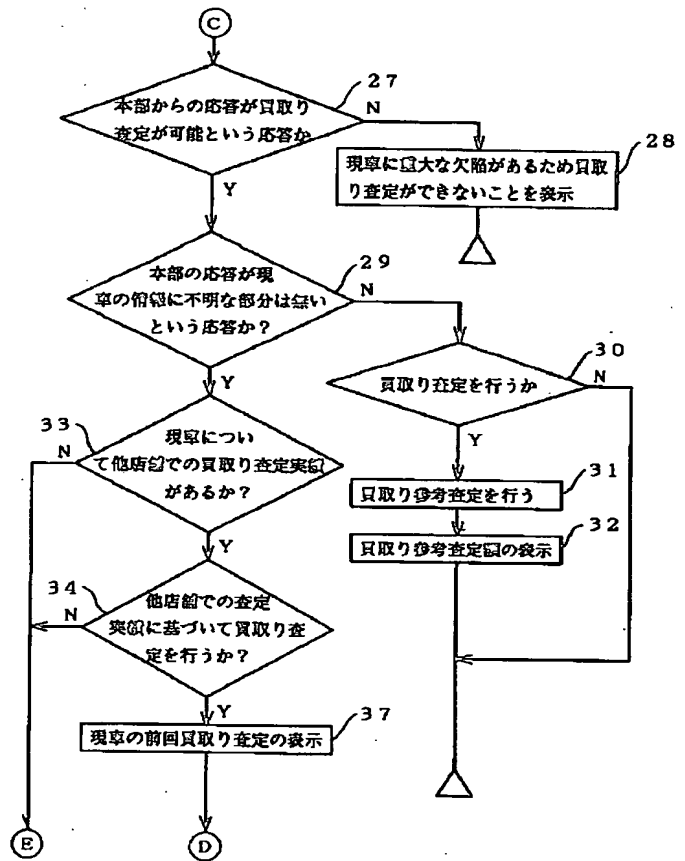 C
27
本部からの応答が買取り
査定が可能という応答か
N
28
現車に重大な欠陥があるため買取
り査定ができないことを表示
Y
29
本部の応答が現
車の情報に不明な部分は無い
という応答か?
N
30
買取り査定を行うか
N
Y
Y
33
現車につい
て他店舗での買取り査定実績
があるか?
N
31
買取り参考査定を行う
32
買取り参考査定額の表示
Y
34
他店舗での査定
実績に基づいて買取り査
定を行うか?
N
Y
37
現車の前回買取り査定の表示
E
D